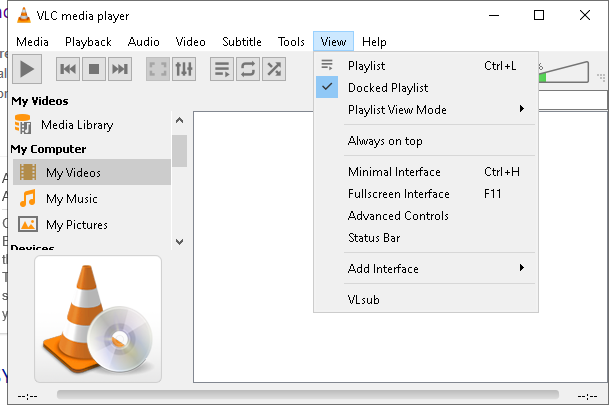 VLC media player
Media Playback Audio Video Subtitle Tools View Help
%
My Videos
Media Library
My Computer
My Videos
My Music
My Pictures
Devices
Playlist Ctrl+L
Docked Playlist
Playlist View Mode
Always on top
Minimal Interface Ctrl+H
Fullscreen Interface F11
Advanced Controls
Status Bar
Add Interface
VLsub
--:-- --:--